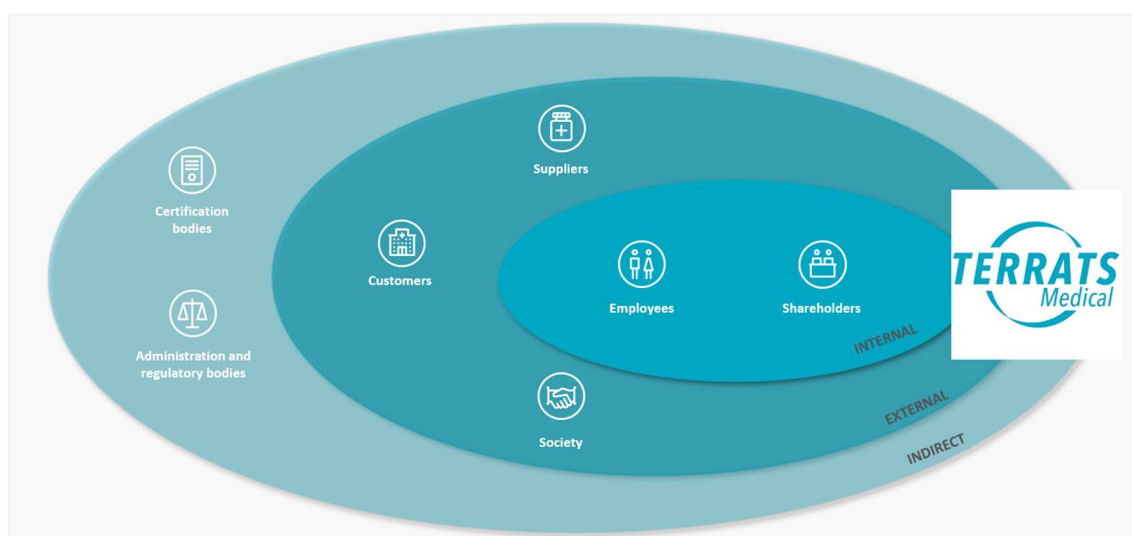 Suppliers
Certification
bodies
Customers
Employees
Shareholders
TERRATS
Medical
INTERNAL
Administration and
regulatory bodies
EXTERNAL
Society
INDIRECT